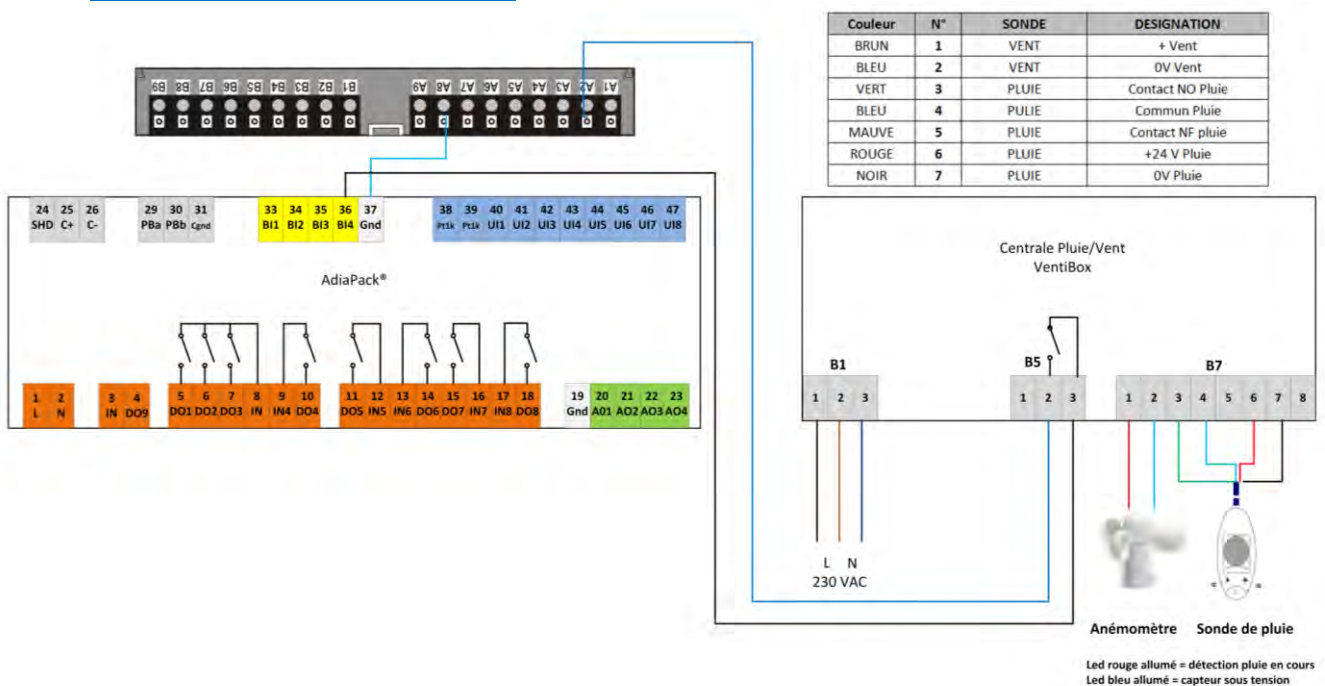 Couleur N° SONDE DESIGNATION
BRUN 1 VENT + Vent
BLEU 2 VENT 0V Vent
VERT 3 PLUIE Contact NO Pluie
BLEU 4 PULIE Commun Pluie
MAUVE 5 PLUIE Contact NF pluie
ROUGE 6 PLUIE +24 V Pluie
NOIR 7 PLUIE 0V Pluie
B9 B8 B7 B6 B5 B4 B3 B2 B1 A9 A8 A7 A6 A5 A4 A3 A2 A1
24 25 26 29 30 31 33 34 35 36 37 38 39 40 41 42 43 44 45 46 47
SHD C+ C- PBa PBb Cgnd BI1 BI2 BI3 BI4 Gnd Pt1k Pt1k UI1 UI2 UI3 UI4 UI5 UI6 UI7 UI8
AdiaPack®
1 2 3 4 5 6 7 8 9 10 11 12 13 14 15 16 17 18 19 20 21 22 23
L N IN DO9 DO1 DO2 DO3 IN IN4 DO4 DO5 IN5 IN6 DO6 DO7 IN7 IN8 DO8 Gnd AO1 AO2 AO3 AO4
Centrale Pluie/Vent
VentiBox
B1 B5 B7
1 2 3 1 2 3 1 2 3 4 5 6 7 8
L N
230 VAC
Anémomètre Sonde de pluie
Led rouge allumé = détection pluie en cours
Led bleu allumé = capteur sous tension